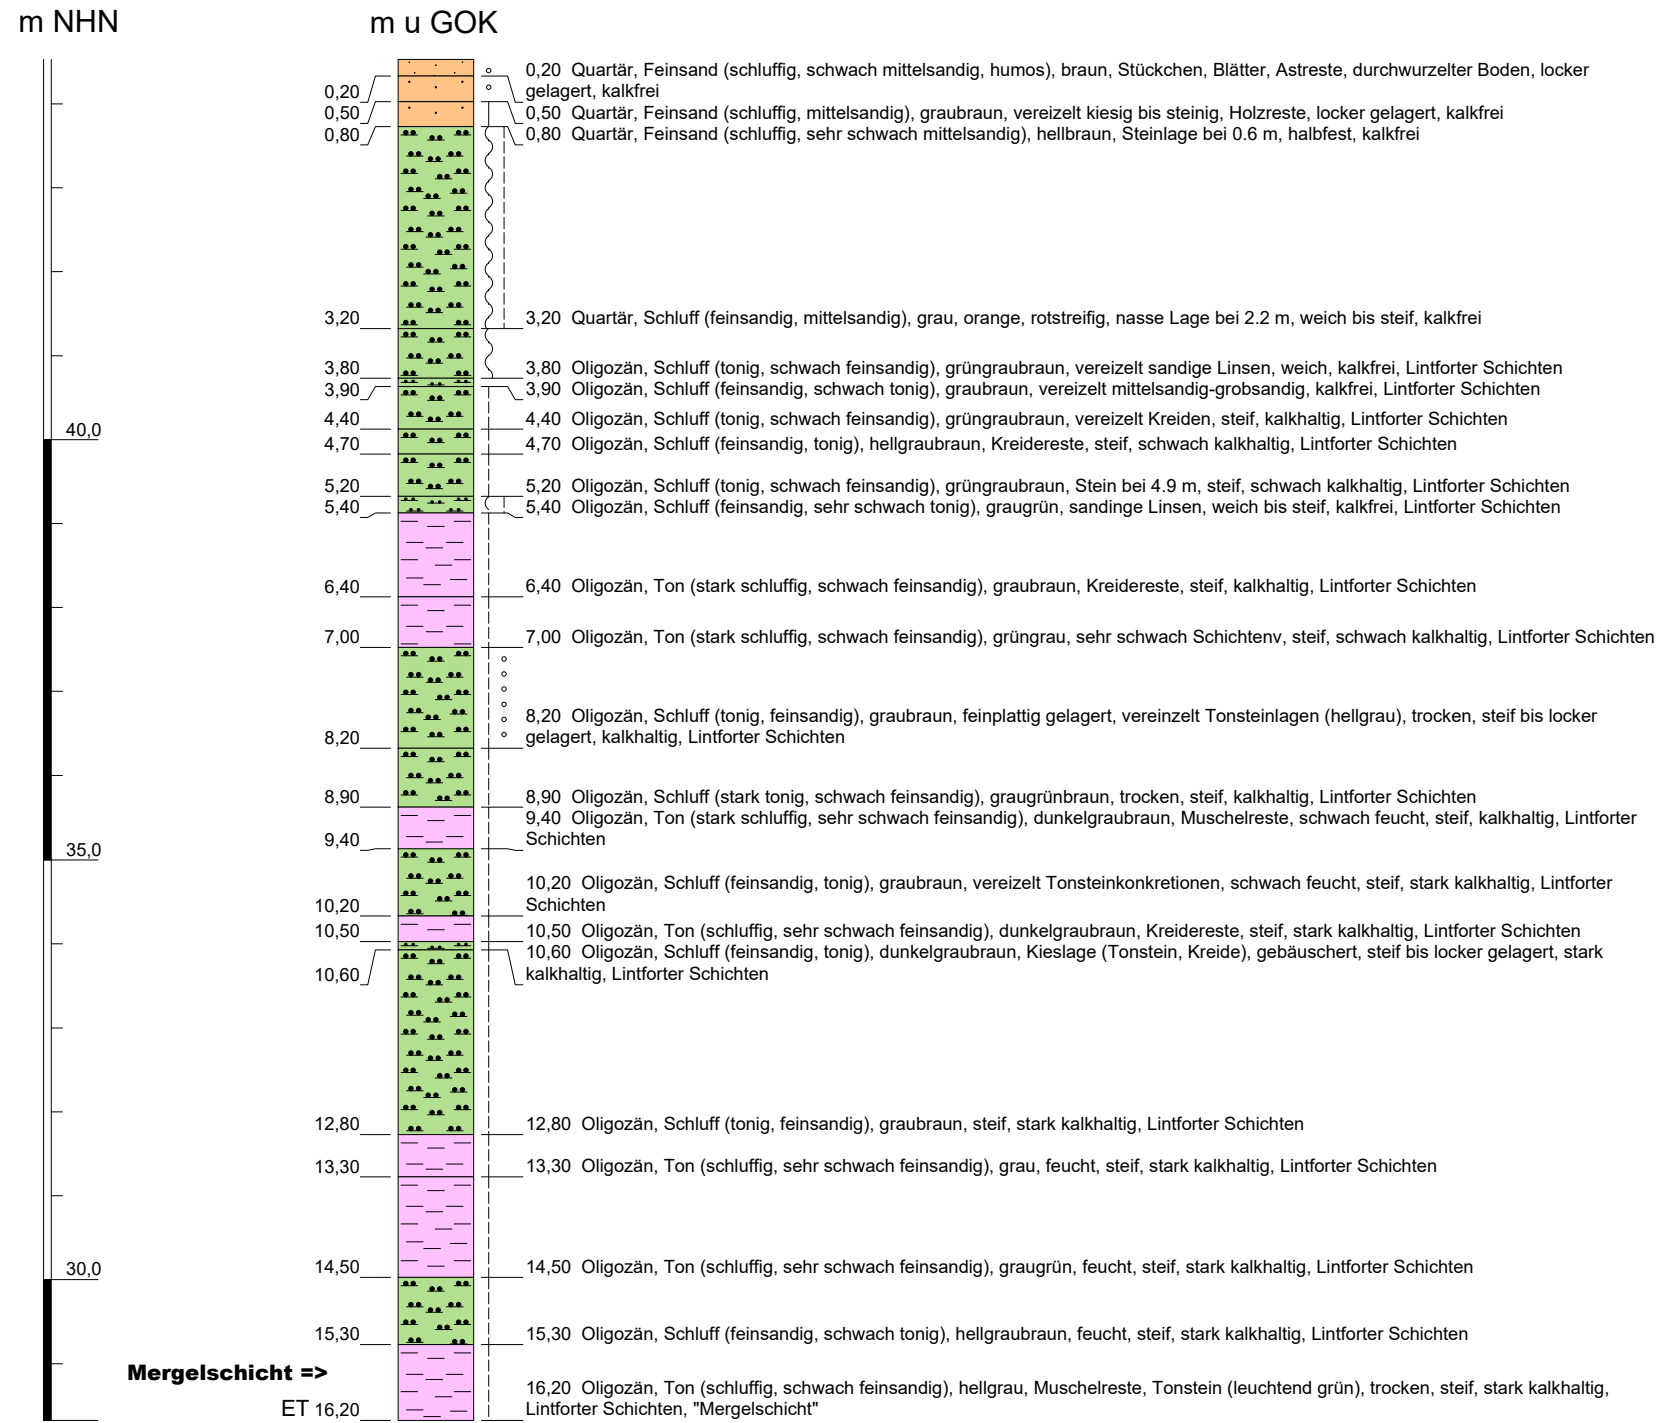 m NHN
m u GOK
0,20 Quartär, Feinsand (schluffig, schwach mittelsandig, humos), braun, Stückchen, Blätter, Astreste, durchwurzelter Boden, locker
gelagert, kalkfrei
0,20
0,50 Quartär, Feinsand (schluffig, mittelsandig), graubraun, vereizelt kiesig bis steinig, Holzreste, locker gelagert, kalkfrei
0,50
0,80 Quartär, Feinsand (schluffig, sehr schwach mittelsandig), hellbraun, Steinlage bei 0.6 m, halbfest, kalkfrei
0,80
3,20
3,20 Quartär, Schluff (feinsandig, mittelsandig), grau, orange, rotstreifig, nasse Lage bei 2.2 m, weich bis steif, kalkfrei
3,80
3,80 Oligozän, Schluff (tonig, schwach feinsandig), grüngraubraun, vereizelt sandige Linsen, weich, kalkfrei, Lintforter Schichten
3,90
3,90 Oligozän, Schluff (feinsandig, schwach tonig), graubraun, vereizelt mittelsandig-grobsandig, kalkfrei, Lintforter Schichten
4,40
4,40 Oligozän, Schluff (tonig, schwach feinsandig), grüngraubraun, vereizelt Kreiden, steif, kalkhaltig, Lintforter Schichten
40,0
4,70
4,70 Oligozän, Schluff (feinsandig, tonig), hellgraubraun, Kreidereste, steif, schwach kalkhaltig, Lintforter Schichten
5,20
5,20 Oligozän, Schluff (tonig, schwach feinsandig), grüngraubraun, Stein bei 4.9 m, steif, schwach kalkhaltig, Lintforter Schichten
5,40
5,40 Oligozän, Schluff (feinsandig, sehr schwach tonig), graugrün, sandinge Linsen, weich bis steif, kalkfrei, Lintforter Schichten
6,40
6,40 Oligozän, Ton (stark schluffig, schwach feinsandig), graubraun, Kreidereste, steif, kalkhaltig, Lintforter Schichten
7,00
7,00 Oligozän, Ton (stark schluffig, schwach feinsandig), grüngrau, sehr schwach Schichtenv, steif, schwach kalkhaltig, Lintforter Schichten
8,20 Oligozän, Schluff (tonig, feinsandig), graubraun, feinplattig gelagert, vereinzelt Tonsteinlagen (hellgrau), trocken, steif bis locker
gelagert, kalkhaltig, Lintforter Schichten
8,20
8,90
8,90 Oligozän, Schluff (stark tonig, schwach feinsandig), graugrünbraun, trocken, steif, kalkhaltig, Lintforter Schichten
9,40 Oligozän, Ton (stark schluffig, sehr schwach feinsandig), dunkelgraubraun, Muschelreste, schwach feucht, steif, kalkhaltig, Lintforter
Schichten
9,40
35,0
10,20 Oligozän, Schluff (feinsandig, tonig), graubraun, vereizelt Tonsteinkonkretionen, schwach feucht, steif, stark kalkhaltig, Lintforter
Schichten
10,20
10,50
10,50 Oligozän, Ton (schluffig, sehr schwach feinsandig), dunkelgraubraun, Kreidereste, steif, stark kalkhaltig, Lintforter Schichten
10,60 Oligozän, Schluff (feinsandig, tonig), dunkelgraubraun, Kieslage (Tonstein, Kreide), gebäuschert, steif bis locker gelagert, stark
kalkhaltig, Lintforter Schichten
10,60
12,80
12,80 Oligozän, Schluff (tonig, feinsandig), graubraun, steif, stark kalkhaltig, Lintforter Schichten
13,30
13,30 Oligozän, Ton (schluffig, sehr schwach feinsandig), grau, feucht, steif, stark kalkhaltig, Lintforter Schichten
30,0
14,50
14,50 Oligozän, Ton (schluffig, sehr schwach feinsandig), graugrün, feucht, steif, stark kalkhaltig, Lintforter Schichten
15,30
15,30 Oligozän, Schluff (feinsandig, schwach tonig), hellgraubraun, feucht, steif, stark kalkhaltig, Lintforter Schichten
Mergelschicht =>
16,20 Oligozän, Ton (schluffig, schwach feinsandig), hellgrau, Muschelreste, Tonstein (leuchtend grün), trocken, steif, stark kalkhaltig,
Lintforter Schichten, "Mergelschicht"
ET 16,20